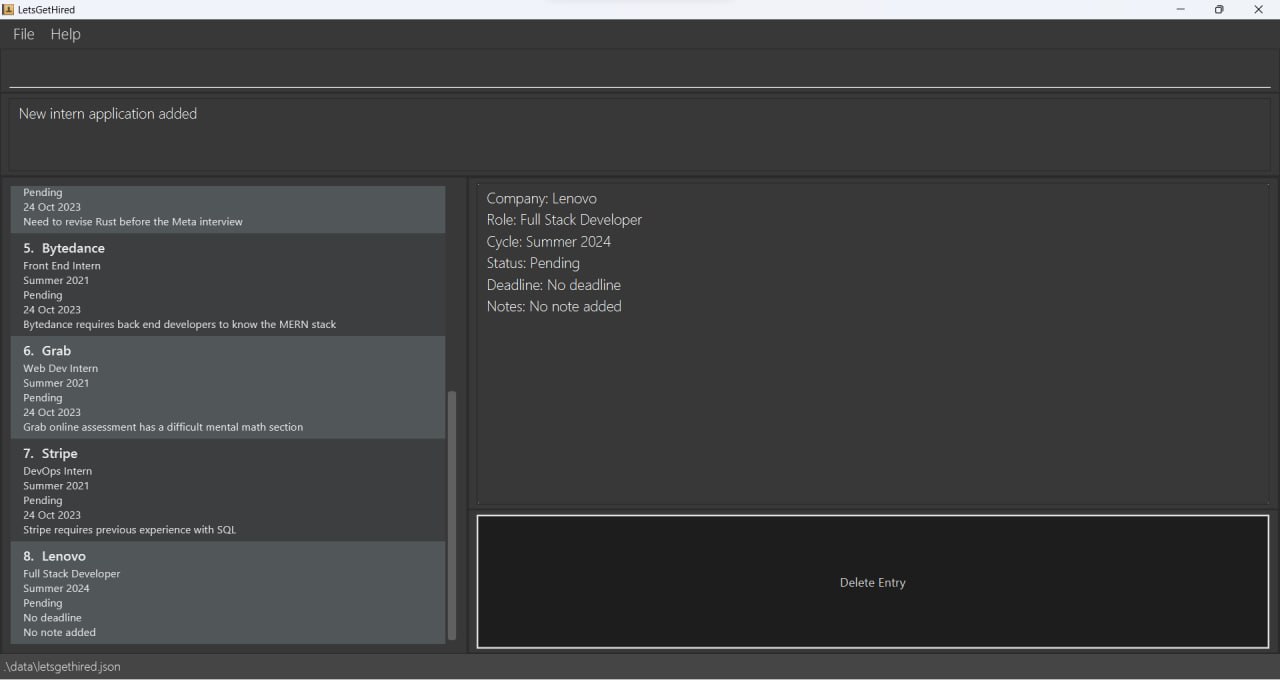 LetsGetHired
File Help
New intern application added
Pending
24 Oct 2023
Need to revise Rust before the Meta interview
5. Bytedance
Front End Intern
Summer 2021
Pending
24 Oct 2023
Bytedance requires back end developers to know the MERN stack
6. Grab
Web Dev Intern
Summer 2021
Pending
24 Oct 2023
Grab online assessment has a difficult mental math section
7. Stripe
DevOps Intern
Summer 2021
Pending
24 Oct 2023
Stripe requires previous experience with SQL
8. Lenovo
Full Stack Developer
Summer 2024
Pending
No deadline
No note added
Company: Lenovo
Role: Full Stack Developer
Cycle: Summer 2024
Status: Pending
Deadline: No deadline
Notes: No note added
Delete Entry
.\data\letsgethired.json